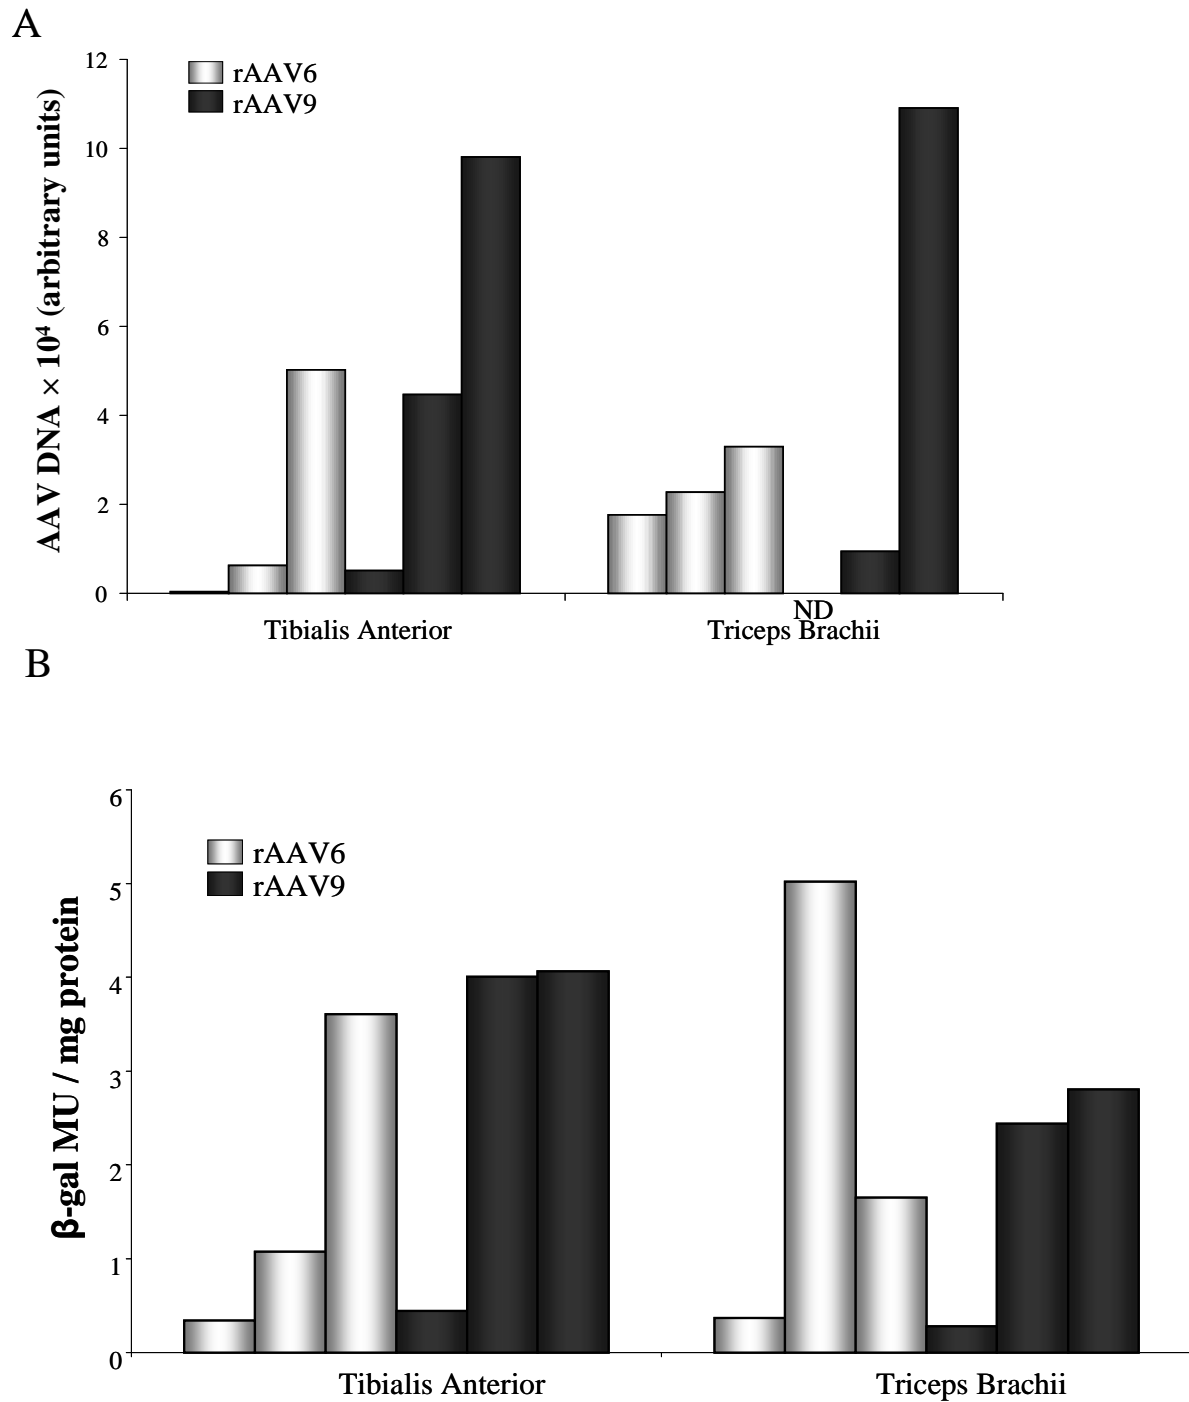 A
12
10
8
6
4
2
0
AAV DNA × 10⁴ (arbitrary units)
rAAV6
rAAV9
ND
Tibialis Anterior
Triceps Brachii
B
6
5
4
3
2
1
0
β-gal MU / mg protein
rAAV6
rAAV9
Tibialis Anterior
Triceps Brachii